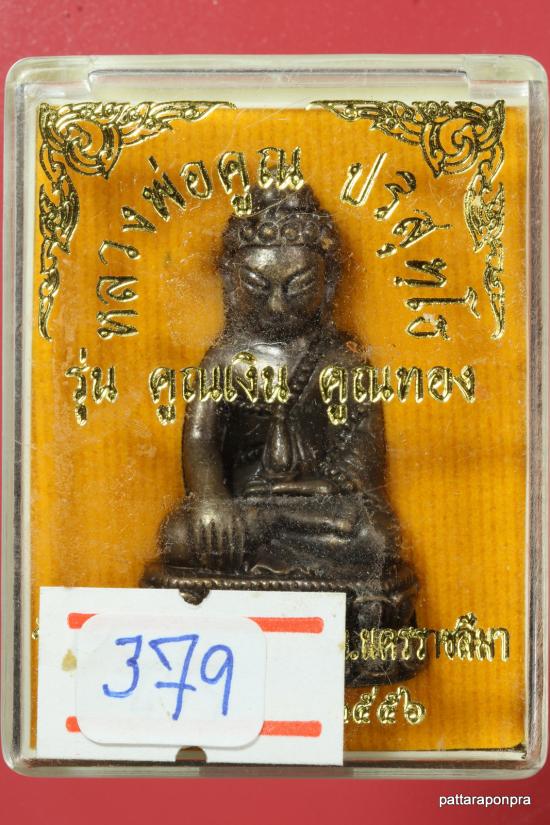 หลวงพ่อคูณ ปริสุทฺโธ
รุ่น คูณเงิน คูณทอง
.นครราชสีมา
๕๕๖
379
pattaraponpra